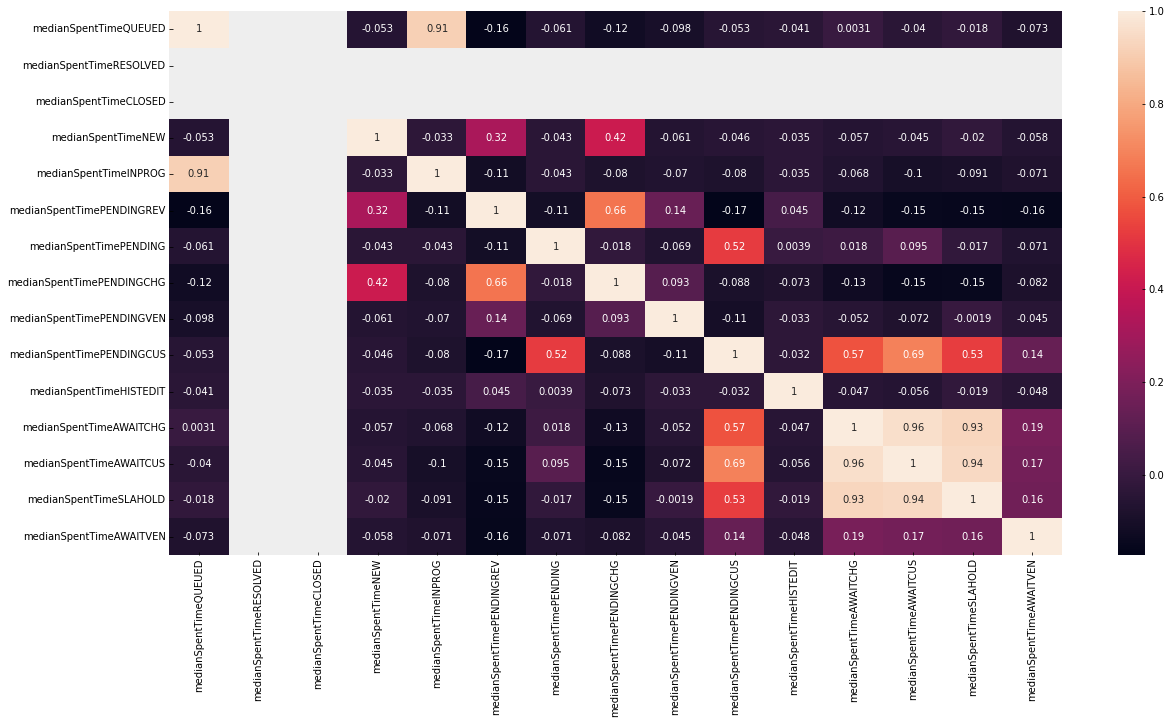 medianSpentTimeQUEUED 1 -0.053 0.91 -0.16 -0.061 -0.12 -0.098 -0.053 -0.041 0.0031 -0.04 -0.018 -0.073
medianSpentTimeRESOLVED
medianSpentTimeCLOSED
medianSpentTimeNEW -0.053 1 -0.033 0.32 -0.043 0.42 -0.061 -0.046 -0.035 -0.057 -0.045 -0.02 -0.058
medianSpentTimeINPROG 0.91 -0.033 1 -0.11 -0.043 -0.08 -0.07 -0.08 -0.035 -0.068 -0.1 -0.091 -0.071
medianSpentTimePENDINGREV -0.16 0.32 -0.11 1 -0.11 0.66 0.14 -0.17 0.045 -0.12 -0.15 -0.15 -0.16
medianSpentTimePENDING -0.061 -0.043 -0.043 -0.11 1 -0.018 -0.069 0.52 0.0039 0.018 0.095 -0.017 -0.071
medianSpentTimePENDINGCHG -0.12 0.42 -0.08 0.66 -0.018 1 0.093 -0.088 -0.073 -0.13 -0.15 -0.15 -0.082
medianSpentTimePENDINGVEN -0.098 -0.061 -0.07 0.14 -0.069 0.093 1 -0.11 -0.033 -0.052 -0.072 -0.0019 -0.045
medianSpentTimePENDINGCUS -0.053 -0.046 -0.08 -0.17 0.52 -0.088 -0.11 1 -0.032 0.57 0.69 0.53 0.14
medianSpentTimeHISTEDIT -0.041 -0.035 -0.035 0.045 0.0039 -0.073 -0.033 -0.032 1 -0.047 -0.056 -0.019 -0.048
medianSpentTimeAWAITCHG 0.0031 -0.057 -0.068 -0.12 0.018 -0.13 -0.052 0.57 -0.047 1 0.96 0.93 0.19
medianSpentTimeAWAITCUS -0.04 -0.045 -0.1 -0.15 0.095 -0.15 -0.072 0.69 -0.056 0.96 1 0.94 0.17
medianSpentTimeSLAHOLD -0.018 -0.02 -0.091 -0.15 -0.017 -0.15 -0.0019 0.53 -0.019 0.93 0.94 1 0.16
medianSpentTimeAWAITVEN -0.073 -0.058 -0.071 -0.16 -0.071 -0.082 -0.045 0.14 -0.048 0.19 0.17 0.16 1
medianSpentTimeQUEUED
medianSpentTimeRESOLVED
medianSpentTimeCLOSED
medianSpentTimeNEW
medianSpentTimeINPROG
medianSpentTimePENDINGREV
medianSpentTimePENDING
medianSpentTimePENDINGCHG
medianSpentTimePENDINGVEN
medianSpentTimePENDINGCUS
medianSpentTimeHISTEDIT
medianSpentTimeAWAITCHG
medianSpentTimeAWAITCUS
medianSpentTimeSLAHOLD
medianSpentTimeAWAITVEN
1.0
0.8
0.6
0.4
0.2
0.0